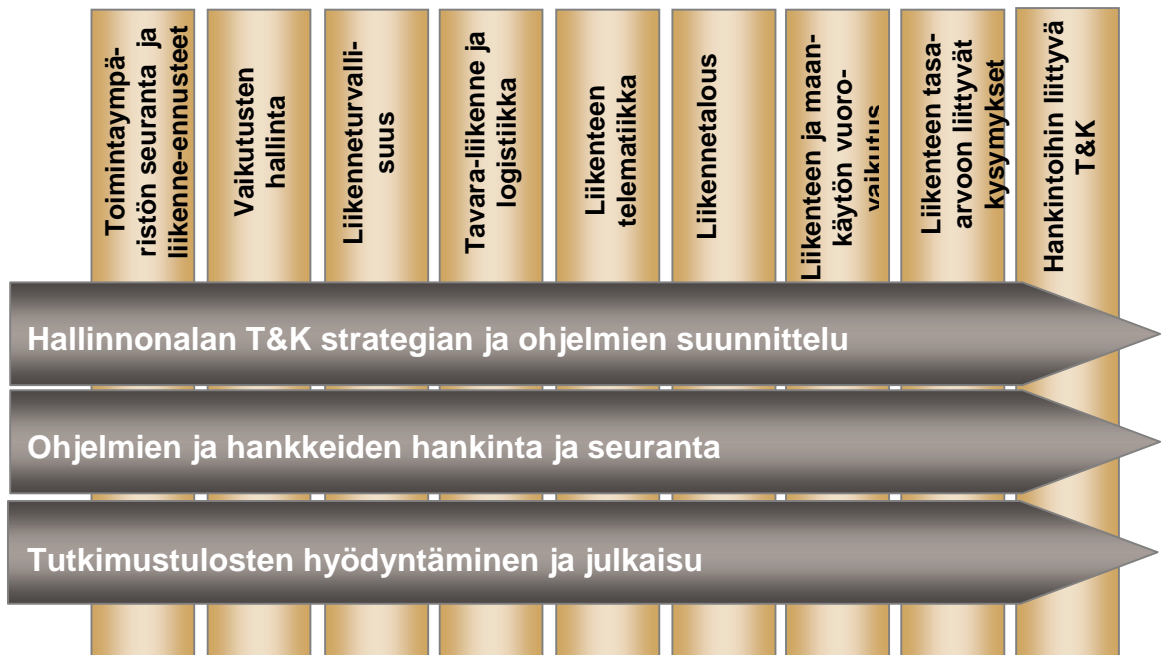 Toimintaympä-
ristön seuranta ja
liikenne-ennusteet
Vaikutusten
hallinta
Liikenneturvalli-
suus
Tavara-liikenne ja
logistiikka
Liikenteen
telematiikka
Liikennetalous
Liikenteen ja maan-
käytön vuoro-
vaikutus
Liikenteen tasa-
arvoon liittyvät
kysymykset
Hankintoihin liittyvä
T&K
Hallinnonalan T&K strategian ja ohjelmien suunnittelu
Ohjelmien ja hankkeiden hankinta ja seuranta
Tutkimustulosten hyödyntäminen ja julkaisu